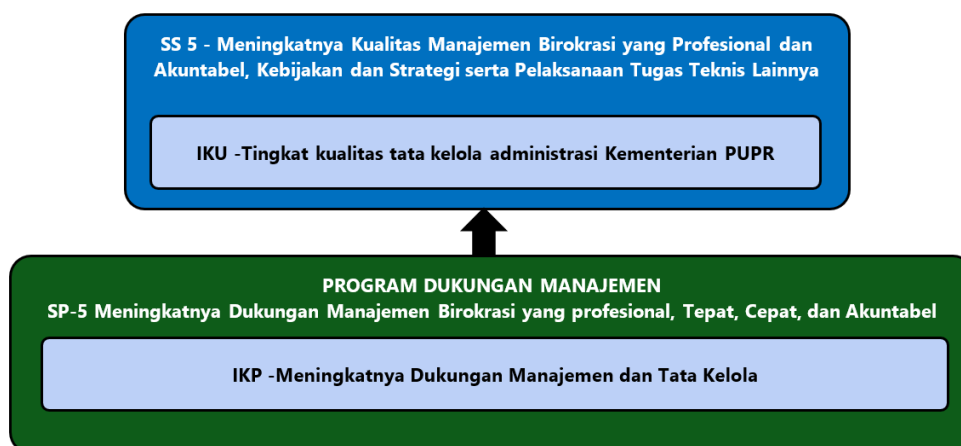 SS 5 - Meningkatnya Kualitas Manajemen Birokrasi yang Profesional dan
Akuntabel, Kebijakan dan Strategi serta Pelaksanaan Tugas Teknis Lainnya
IKU -Tingkat kualitas tata kelola administrasi Kementerian PUPR
PROGRAM DUKUNGAN MANAJEMEN
SP-5 Meningkatnya Dukungan Manajemen Birokrasi yang profesional, Tepat, Cepat, dan Akuntabel
IKP -Meningkatnya Dukungan Manajemen dan Tata Kelola